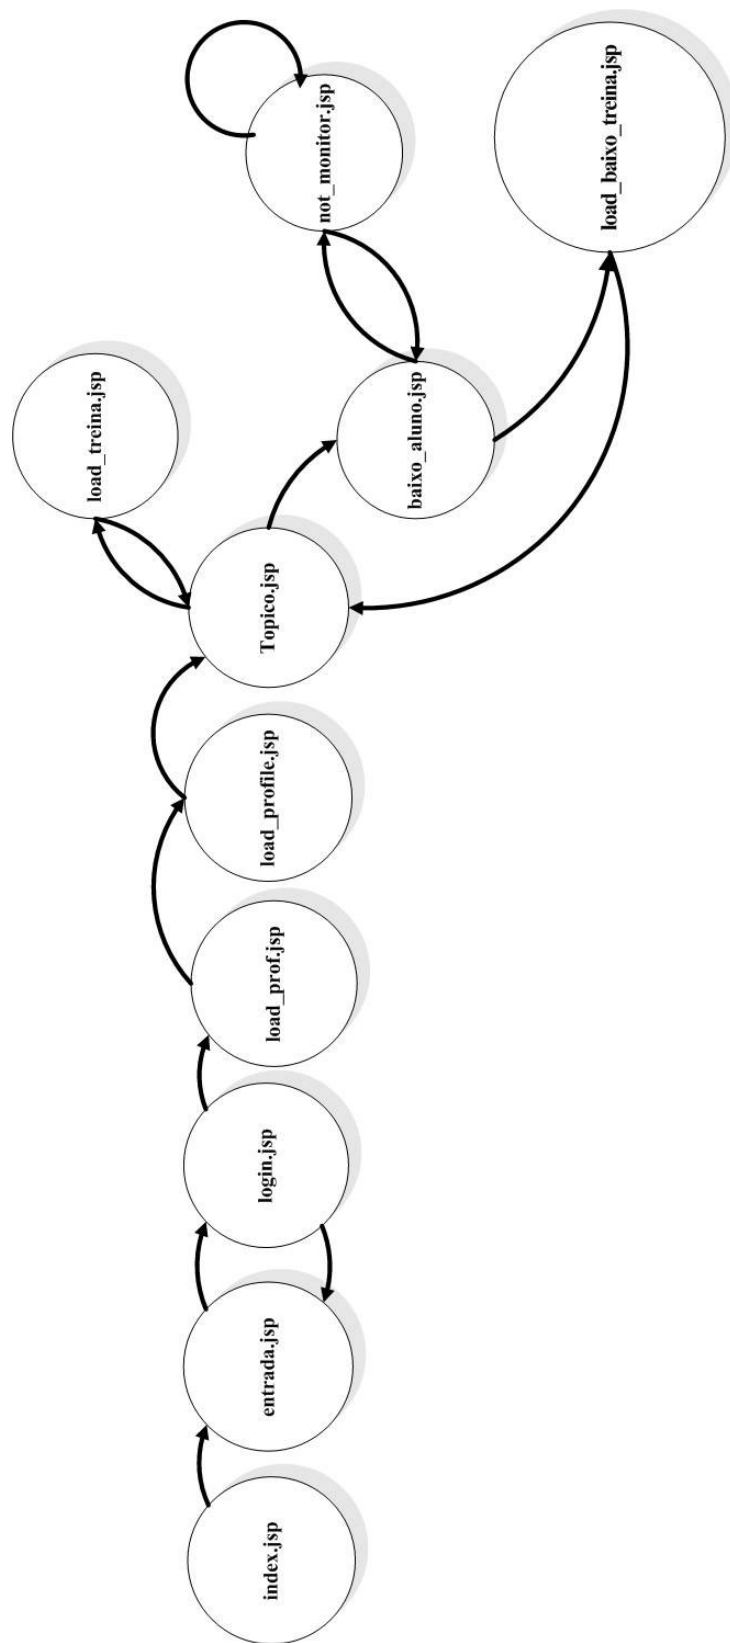 index.jsp
entrada.jsp
login.jsp
load_prof.jsp
load_profile.jsp
Topico.jsp
load_treina.jsp
baixo_aluno.jsp
not_monitor.jsp
load_baixo_treina.jsp